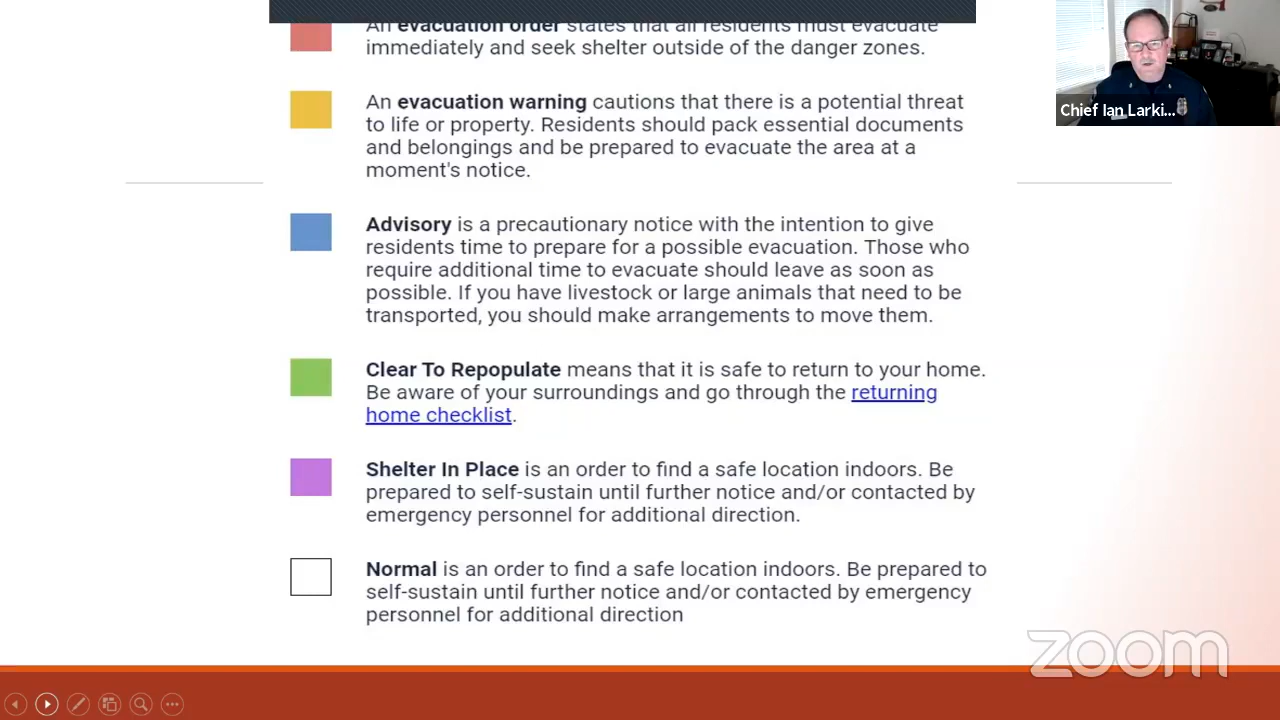 An evacuation order states that all residents must evacuate
immediately and seek shelter outside of the danger zones.
An evacuation warning cautions that there is a potential threat
to life or property. Residents should pack essential documents
and belongings and be prepared to evacuate the area at a
moment's notice.
Advisory is a precautionary notice with the intention to give
residents time to prepare for a possible evacuation. Those who
require additional time to evacuate should leave as soon as
possible. If you have livestock or large animals that need to be
transported, you should make arrangements to move them.
Clear To Repopulate means that it is safe to return to your home.
Be aware of your surroundings and go through the returning
home checklist.
Shelter In Place is an order to find a safe location indoors. Be
prepared to self-sustain until further notice and/or contacted by
emergency personnel for additional direction.
Normal is an order to find a safe location indoors. Be prepared to
self-sustain until further notice and/or contacted by emergency
personnel for additional direction
Chief Ian Larki...
zoom